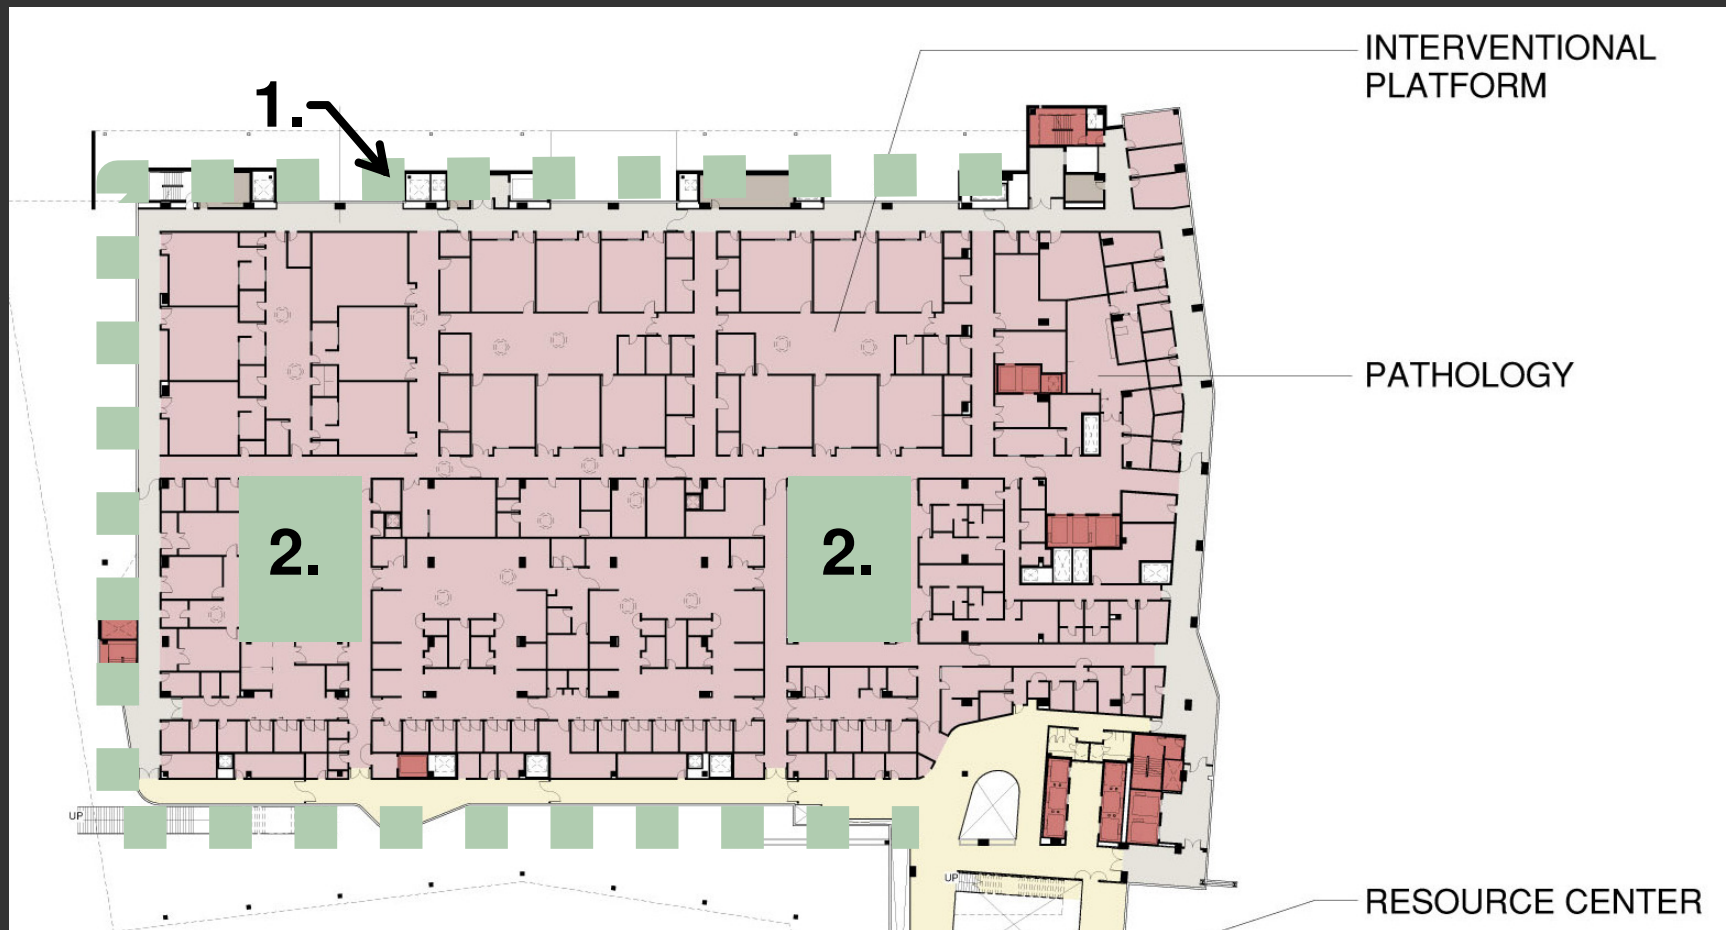 INTERVENTIONAL
PLATFORM
1.
PATHOLOGY
2.
2.
UP
UP
RESOURCE CENTER